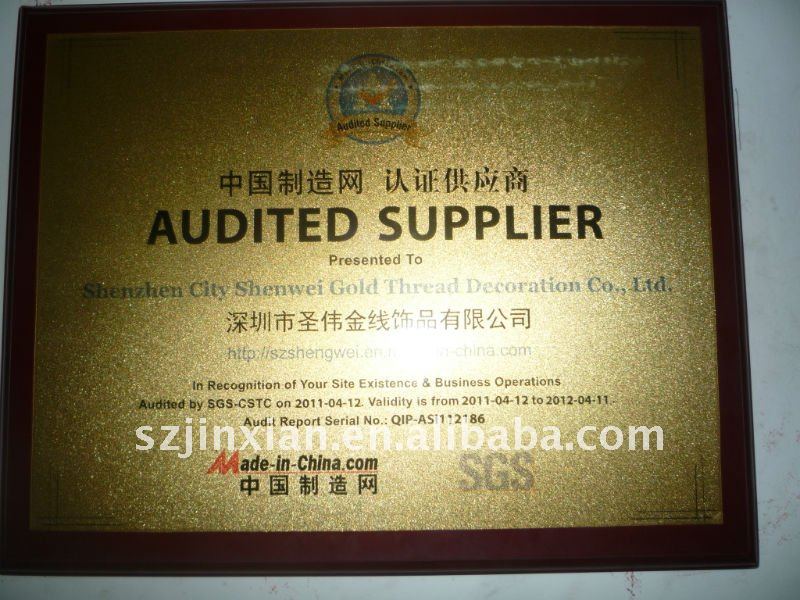 Audited Supplier
中国制造网 认证供应商
AUDITED SUPPLIER
Presented To
Shenzhen City Shenwei Gold Thread Decoration Co., Ltd.
深圳市圣伟金线饰品有限公司
http://szshengwei.en.made-in-china.com
In Recognition of Your Site Existence & Business Operations
Audited by SGS-CSTC on 2011-04-12. Validity is from 2011-04-12 to 2012-04-11.
Audit Report Serial No.: QIP-ASI112186
szjinxian.en.alibaba.com
Made-in-China.com SGS
中国制造网